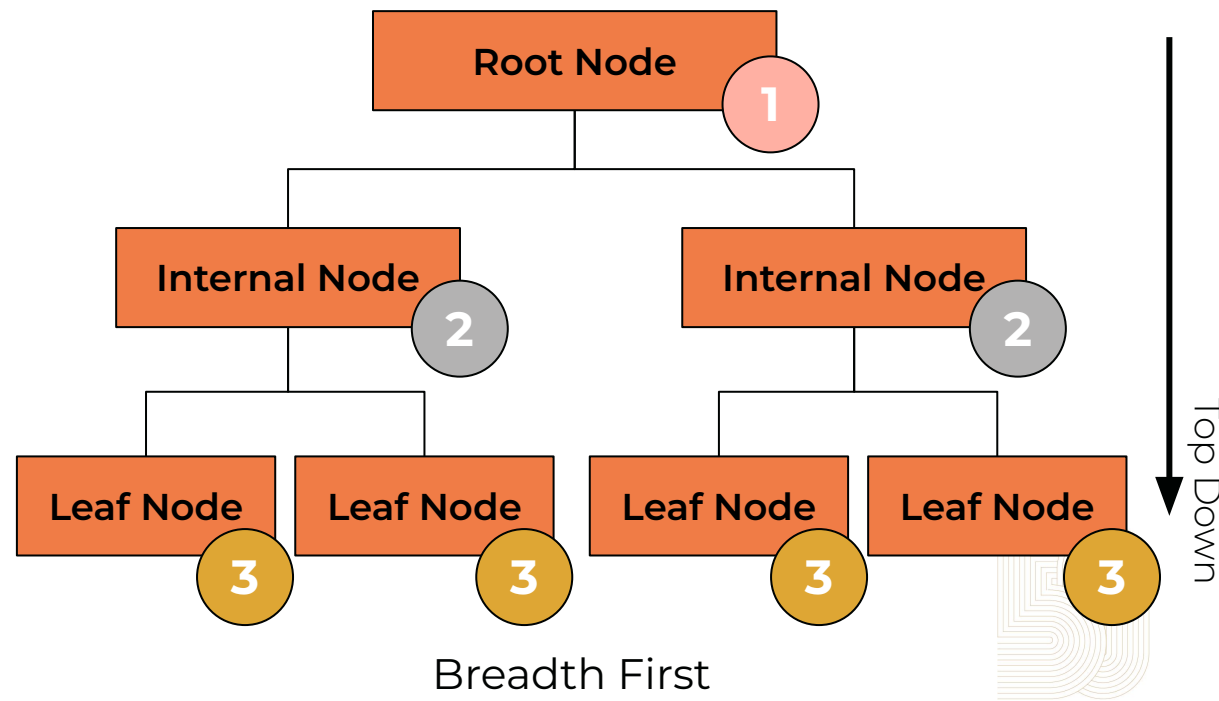 Root Node
1
Internal Node
2
Internal Node
2
Leaf Node
3
Leaf Node
3
Leaf Node
3
Leaf Node
3
Top Down
Breadth First